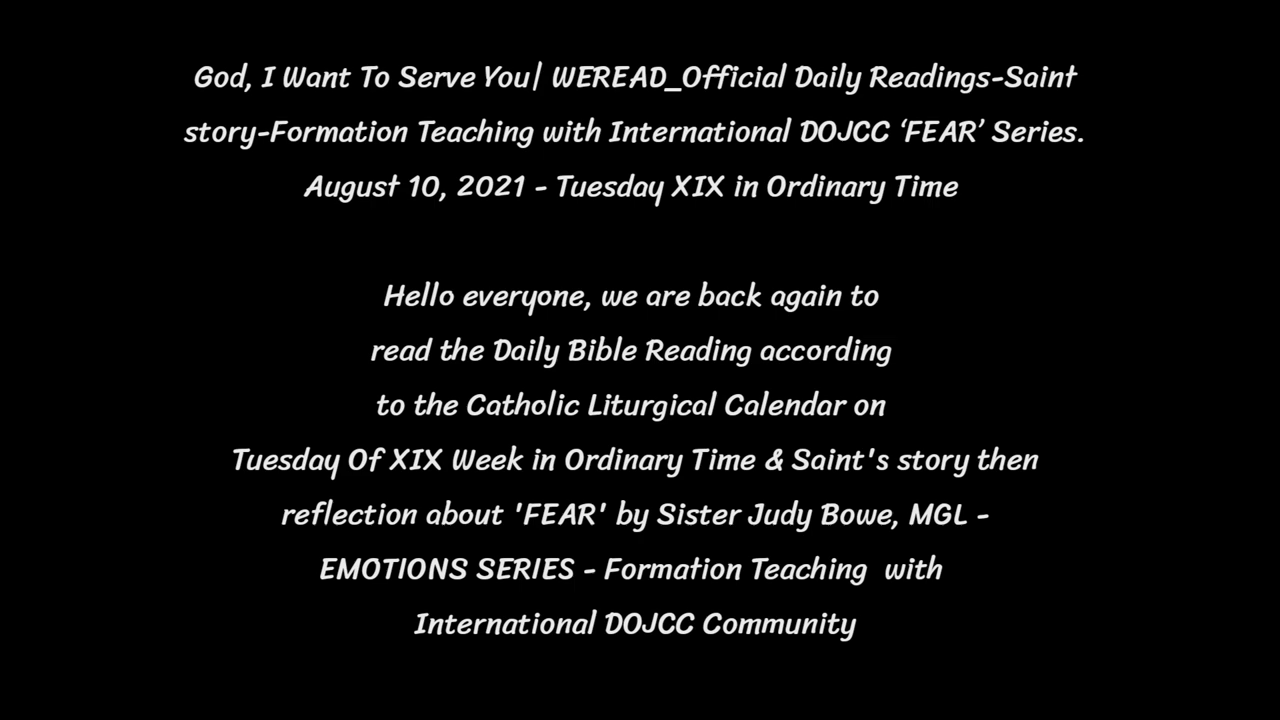 God, I Want To Serve You| WEREAD_Official Daily Readings-Saint
story-Formation Teaching with International DOJCC ‘FEAR’ Series.
August 10, 2021 - Tuesday XIX in Ordinary Time
Hello everyone, we are back again to
read the Daily Bible Reading according
to the Catholic Liturgical Calendar on
Tuesday Of XIX Week in Ordinary Time & Saint's story then
reflection about 'FEAR' by Sister Judy Bowe, MGL -
EMOTIONS SERIES - Formation Teaching  with
International DOJCC Community